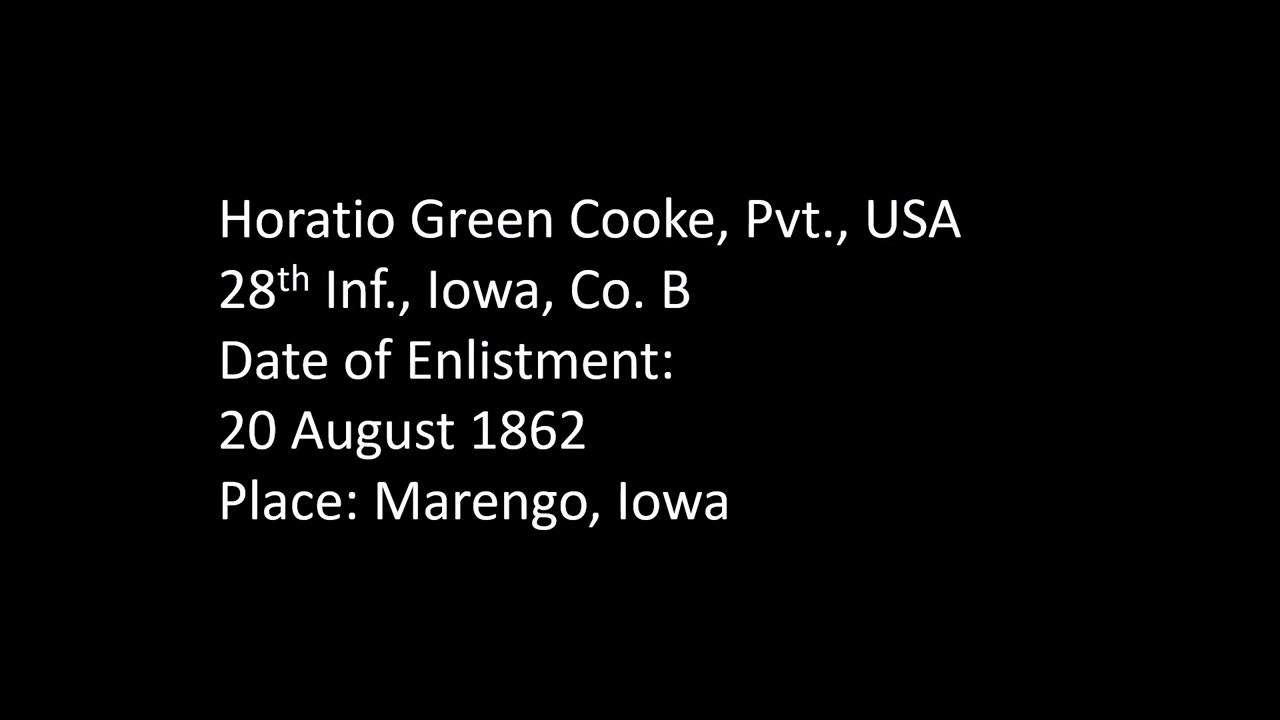 Horatio Green Cooke, Pvt., USA
28th Inf., Iowa, Co. B
Date of Enlistment:
20 August 1862
Place: Marengo, Iowa